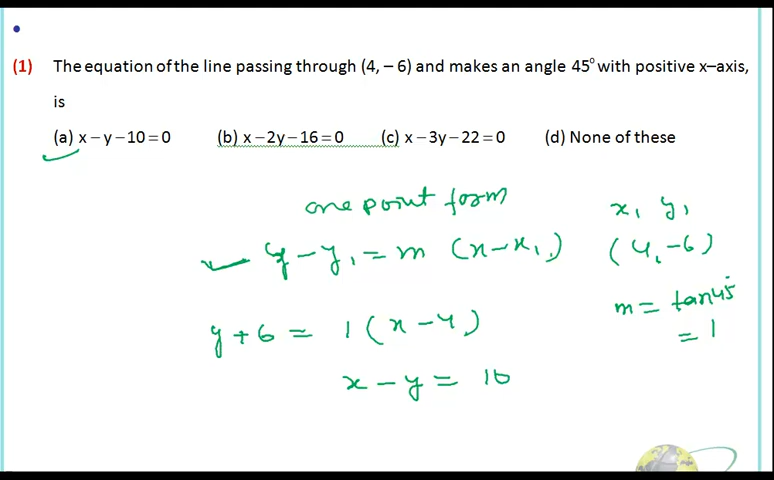 (1) The equation of the line passing through (4, – 6) and makes an angle 45° with positive x–axis,
is
(a) x – y – 10 = 0 (b) x – 2y – 16 = 0 (c) x – 3y – 22 = 0 (d) None of these
one point form x₁ y₁
y – y₁ = m (x – x₁) (4, –6)
m = tan45°
y + 6 = 1 (x – 4) = 1
x – y = 10